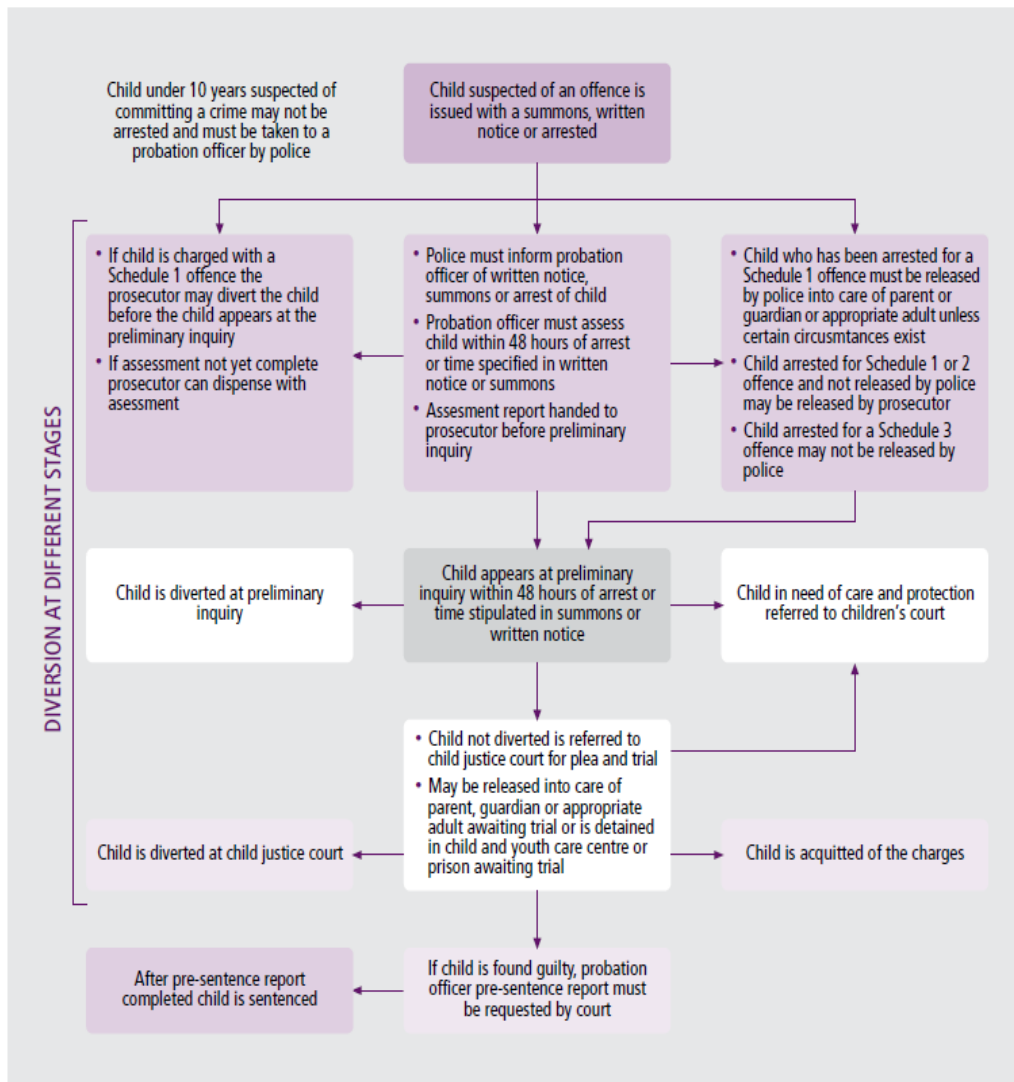 Child under 10 years suspected of
committing a crime may not be
arrested and must be taken to a
probation officer by police
Child suspected of an offence is
issued with a summons, written
notice or arrested
DIVERSION AT DIFFERENT STAGES
• If child is charged with a
Schedule 1 offence the
prosecutor may divert the child
before the child appears at the
preliminary inquiry
• If assessment not yet complete
prosecutor can dispense with
asessment
• Police must inform probation
officer of written notice,
summons or arrest of child
• Probation officer must assess
child within 48 hours of arrest
or time specified in written
notice or summons
• Assesment report handed to
prosecutor before preliminary
inquiry
• Child who has been arrested for a
Schedule 1 offence must be released
by police into care of parent or
guardian or appropriate adult unless
certain circusmtances exist
• Child arrested for Schedule 1 or 2
offence and not released by police
may be released by prosecutor
• Child arrested for a Schedule 3
offence may not be released by
police
Child is diverted at preliminary
inquiry
Child appears at preliminary
inquiry within 48 hours of arrest or
time stipulated in summons or
written notice
Child in need of care and protection
referred to children's court
• Child not diverted is referred to
child justice court for plea and trial
• May be released into care of
parent, guardian or appropriate
adult awaiting trial or is detained
in child and youth care centre or
prison awaiting trial
Child is diverted at child justice court
Child is acquitted of the charges
After pre-sentence report
completed child is sentenced
If child is found guilty, probation
officer pre-sentence report must
be requested by court